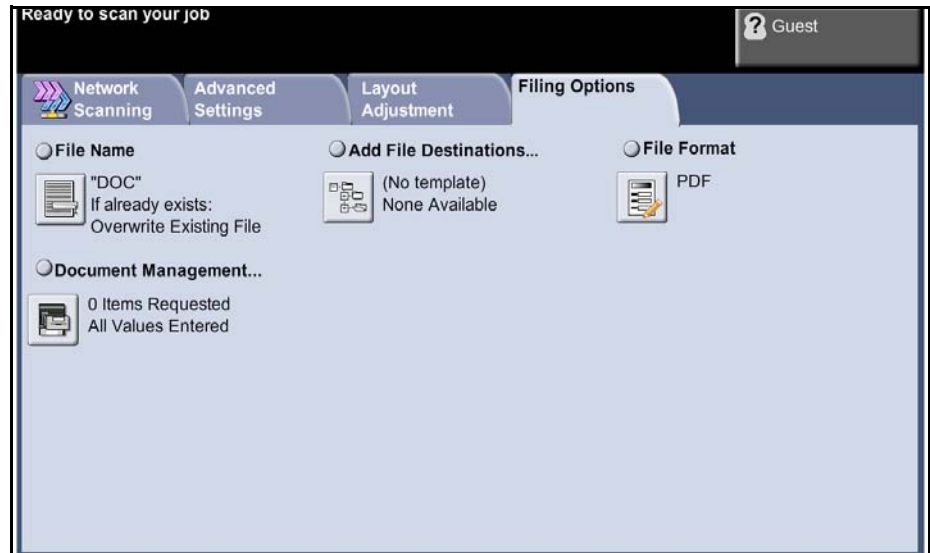 Ready to scan your job
Guest
Network
Scanning
Advanced
Settings
Layout
Adjustment
Filing Options
File Name
"DOC"
If already exists:
Overwrite Existing File
Add File Destinations...
(No template)
None Available
File Format
PDF
Document Management...
0 Items Requested
All Values Entered